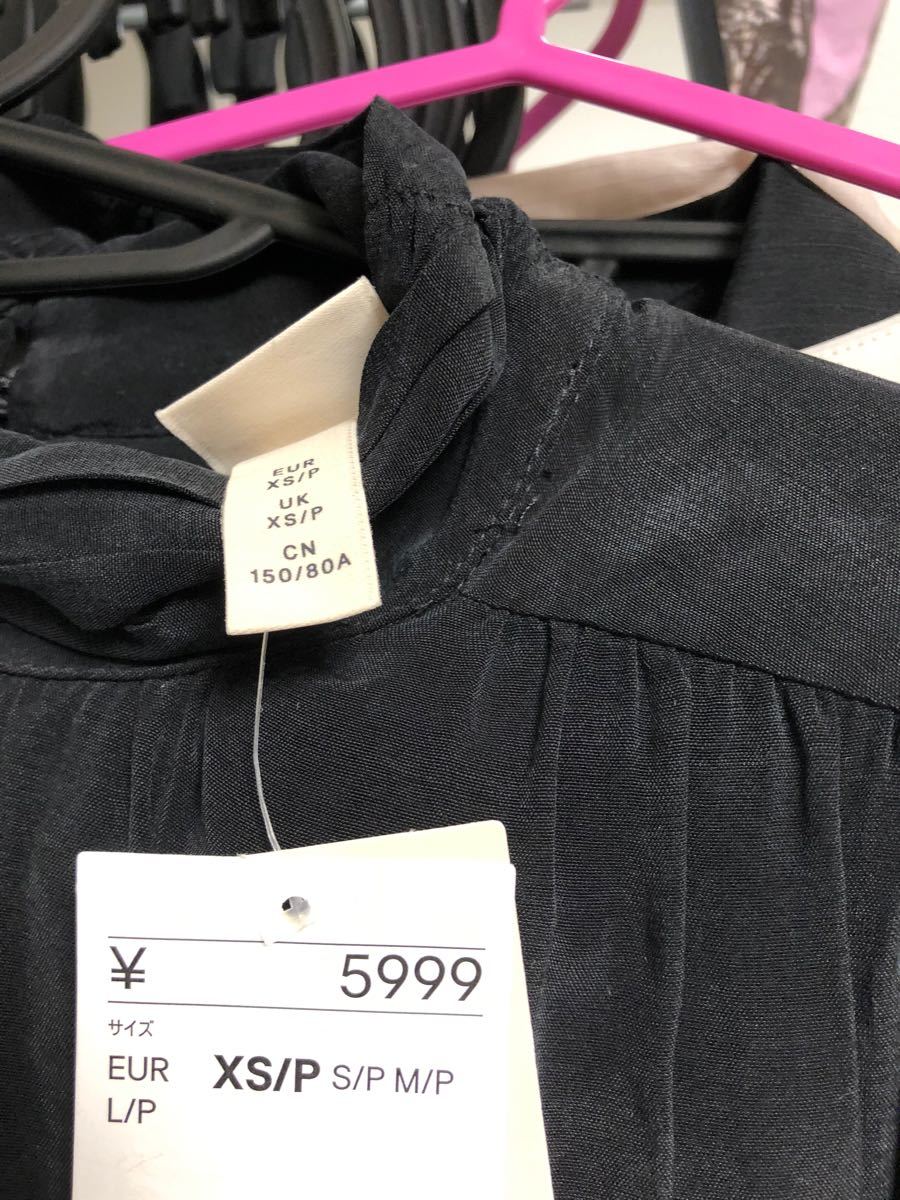 EUR
XS/P
UK
XS/P
CN
150/80A
¥ 5999
サイズ
EUR XS/P S/P M/P
L/P